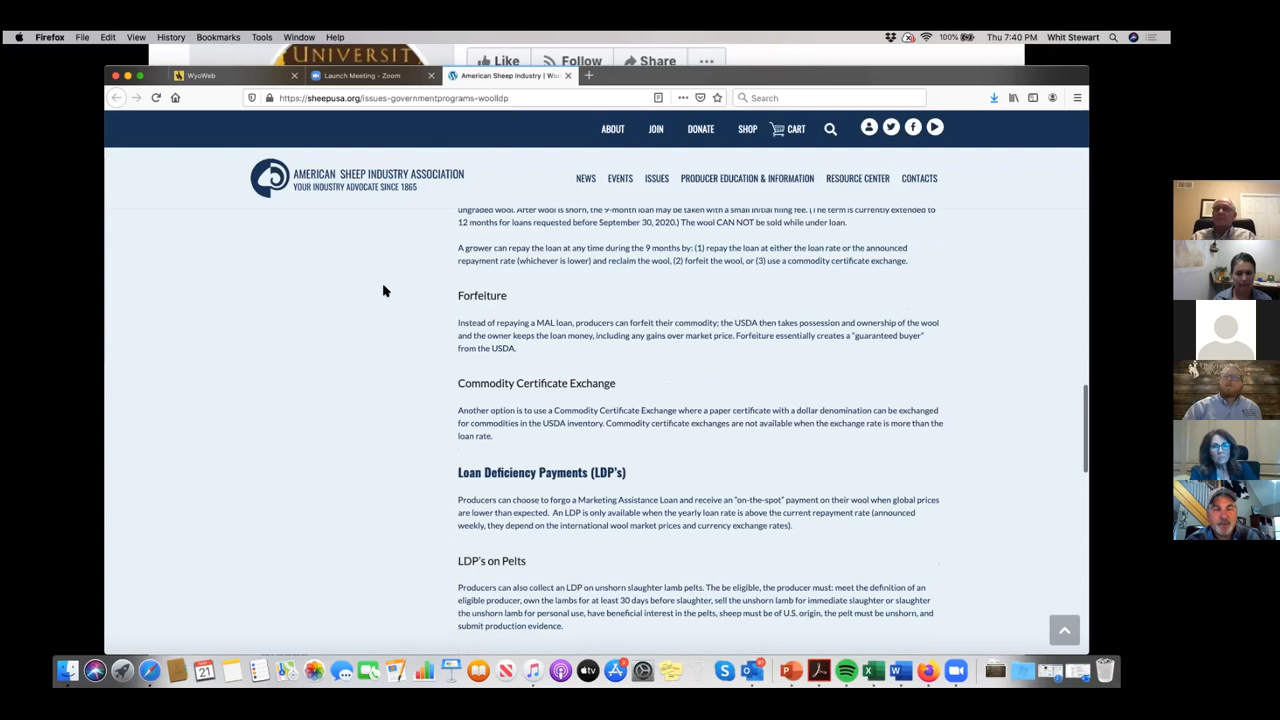 Firefox File Edit View History Bookmarks Tools Window Help 100% Thu 7:40 PM Whit Stewart
UNIVERSIT
Like Follow Share
WyoWeb Launch Meeting - Zoom American Sheep Industry | Woo
https://sheepusa.org/issues-governmentprograms-woolldp Search
ABOUT JOIN DONATE SHOP CART
AMERICAN SHEEP INDUSTRY ASSOCIATION
YOUR INDUSTRY ADVOCATE SINCE 1865
NEWS EVENTS ISSUES PRODUCER EDUCATION & INFORMATION RESOURCE CENTER CONTACTS
ungraded wool. After wool is shorn, the 9-month loan may be taken with a small initial filing fee. (The term is currently extended to
12 months for loans requested before September 30, 2020.) The wool CAN NOT be sold while under loan.
A grower can repay the loan at any time during the 9 months by: (1) repay the loan at either the loan rate or the announced
repayment rate (whichever is lower) and reclaim the wool, (2) forfeit the wool, or (3) use a commodity certificate exchange.
Forfeiture
Instead of repaying a MAL loan, producers can forfeit their commodity; the USDA then takes possession and ownership of the wool
and the owner keeps the loan money, including any gains over market price. Forfeiture essentially creates a "guaranteed buyer"
from the USDA.
Commodity Certificate Exchange
Another option is to use a Commodity Certificate Exchange where a paper certificate with a dollar denomination can be exchanged
for commodities in the USDA inventory. Commodity certificate exchanges are not available when the exchange rate is more than the
loan rate.
Loan Deficiency Payments (LDP's)
Producers can choose to forgo a Marketing Assistance Loan and receive an "on-the-spot" payment on their wool when global prices
are lower than expected. An LDP is only available when the yearly loan rate is above the current repayment rate (announced
weekly, they depend on the international wool market prices and currency exchange rates).
LDP's on Pelts
Producers can also collect an LDP on unshorn slaughter lamb pelts. The be eligible, the producer must: meet the definition of an
eligible producer, own the lambs for at least 30 days before slaughter, sell the unshorn lamb for immediate slaughter or slaughter
the unshorn lamb for personal use, have beneficial interest in the pelts, sheep must be of U.S. origin, the pelt must be unshorn, and
submit production evidence.
21